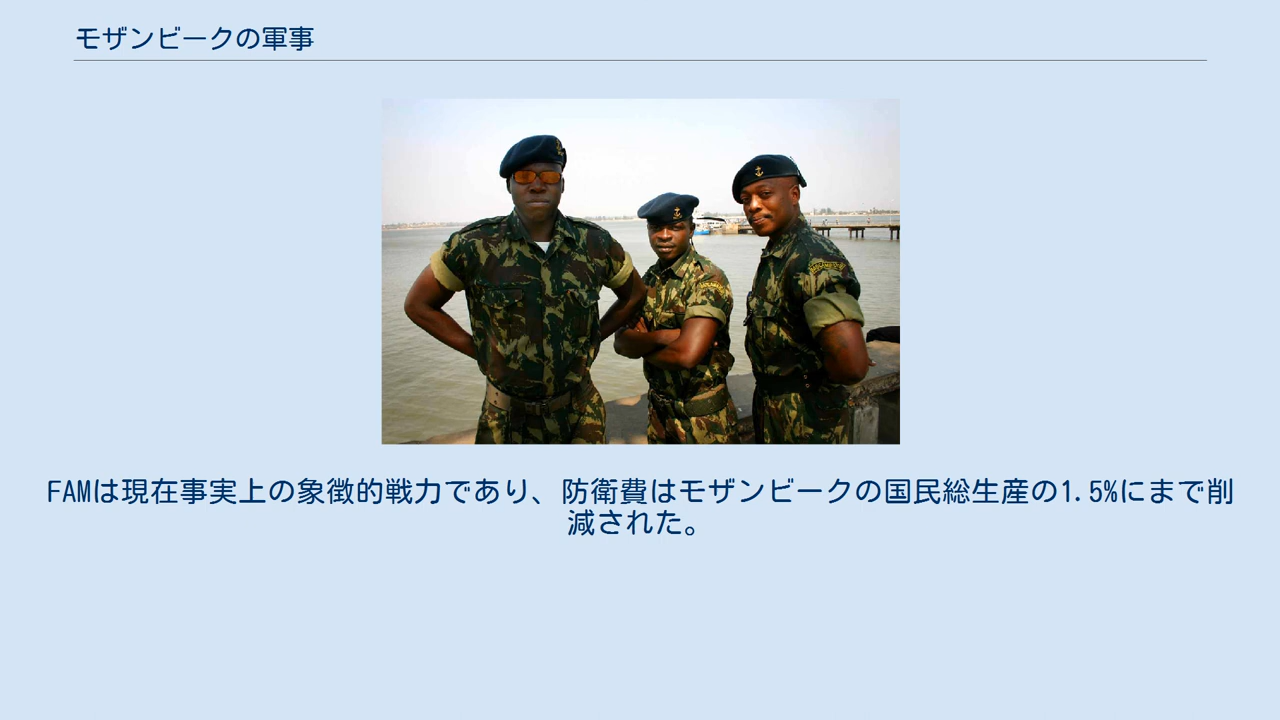 モザンビークの軍事
FAMは現在事実上の象徴的戦力であり、防衛費はモザンビークの国民総生産の1.5%にまで削
減された。